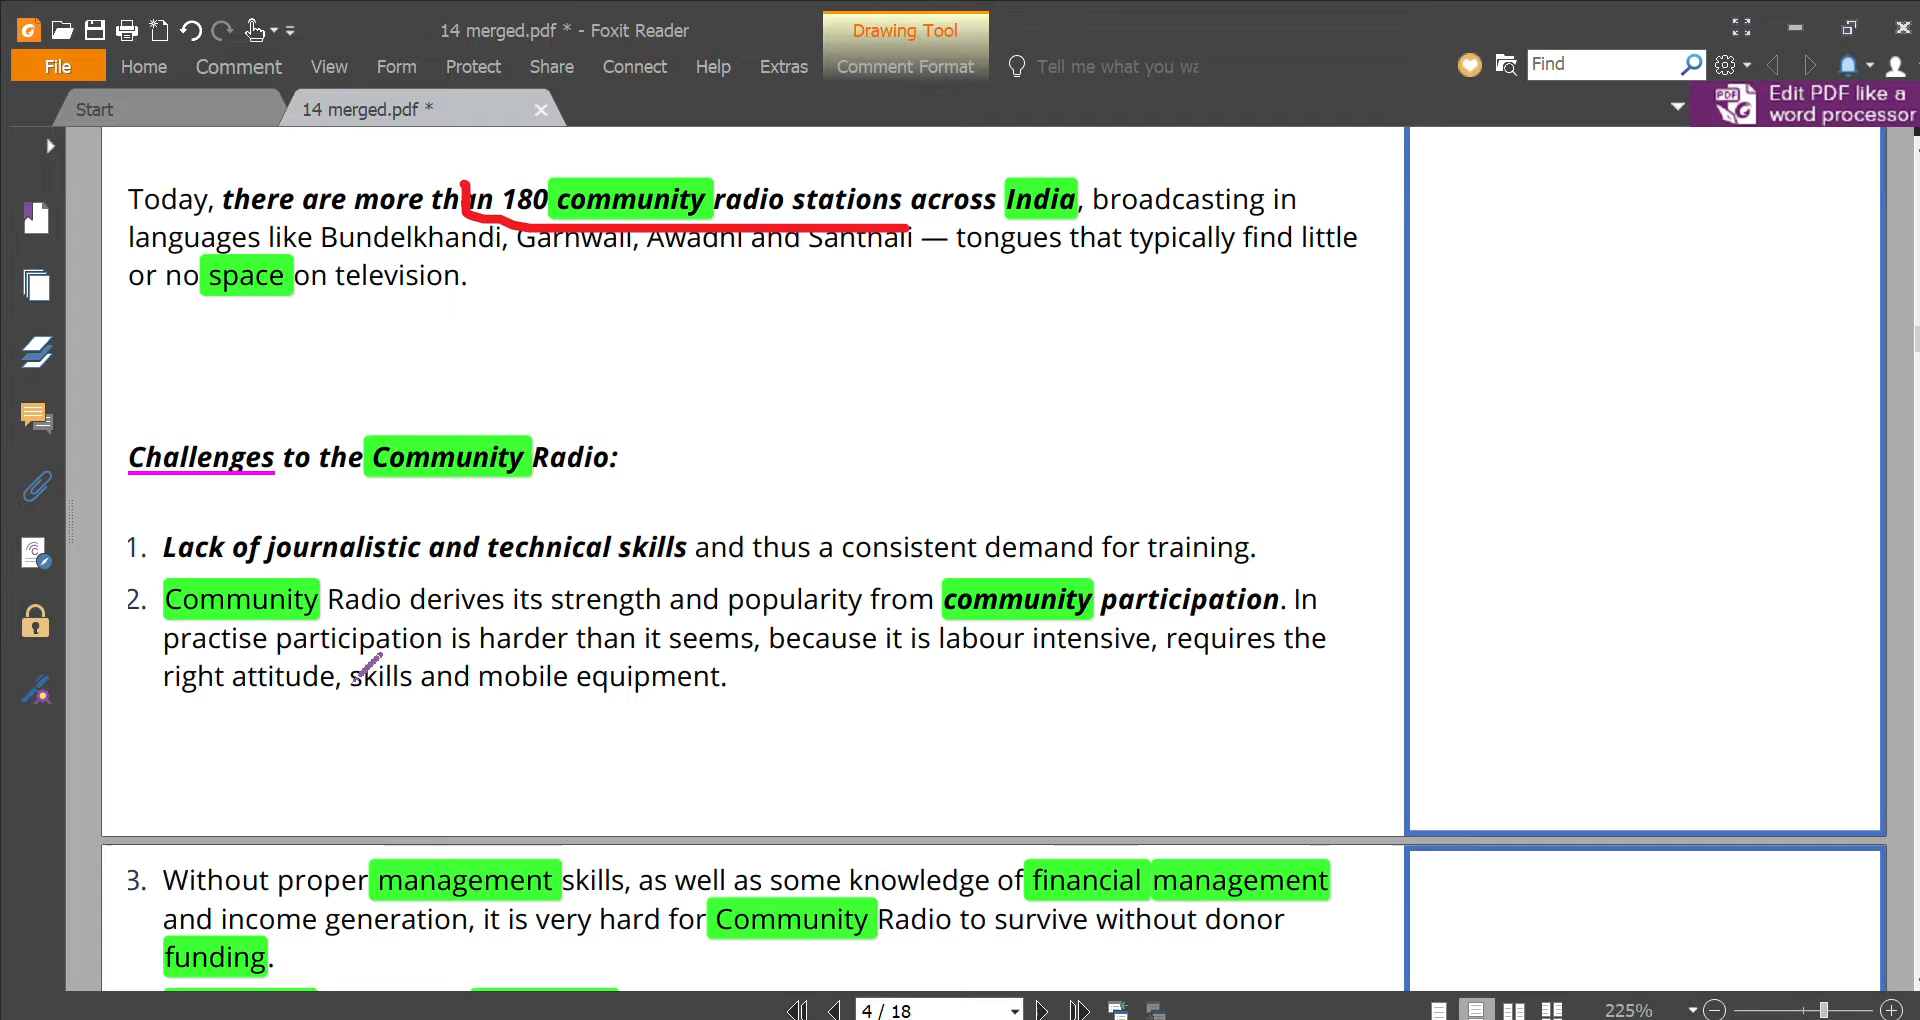 14 merged.pdf * - Foxit Reader
Drawing Tool
File Home Comment View Form Protect Share Connect Help Extras Comment Format Tell me what you wa Find
Start 14 merged.pdf * Edit PDF like a
word processor
Today, there are more than 180 community radio stations across India, broadcasting in
languages like Bundelkhandi, Garhwali, Awadhi and Santhali — tongues that typically find little
or no space on television.
Challenges to the Community Radio:
1. Lack of journalistic and technical skills and thus a consistent demand for training.
2. Community Radio derives its strength and popularity from community participation. In
practise participation is harder than it seems, because it is labour intensive, requires the
right attitude, skills and mobile equipment.
3. Without proper management skills, as well as some knowledge of financial management
and income generation, it is very hard for Community Radio to survive without donor
funding.
4 / 18 225%